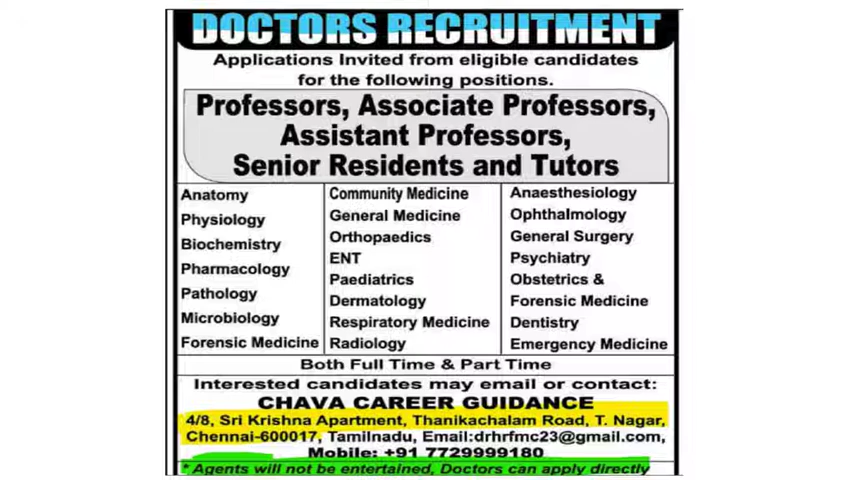 DOCTORS RECRUITMENT
Applications Invited from eligible candidates
for the following positions.
Professors, Associate Professors,
Assistant Professors,
Senior Residents and Tutors
Anatomy
Physiology
Biochemistry
Pharmacology
Pathology
Microbiology
Forensic Medicine
Community Medicine
General Medicine
Orthopaedics
ENT
Paediatrics
Dermatology
Respiratory Medicine
Radiology
Anaesthesiology
Ophthalmology
General Surgery
Psychiatry
Obstetrics &
Forensic Medicine
Dentistry
Emergency Medicine
Both Full Time & Part Time
Interested candidates may email or contact:
CHAVA CAREER GUIDANCE
4/8, Sri Krishna Apartment, Thanikachalam Road, T. Nagar,
Chennai-600017, Tamilnadu, Email:drhrfmc23@gmail.com,
Mobile: +91 7729999180
* Agents will not be entertained, Doctors can apply directly